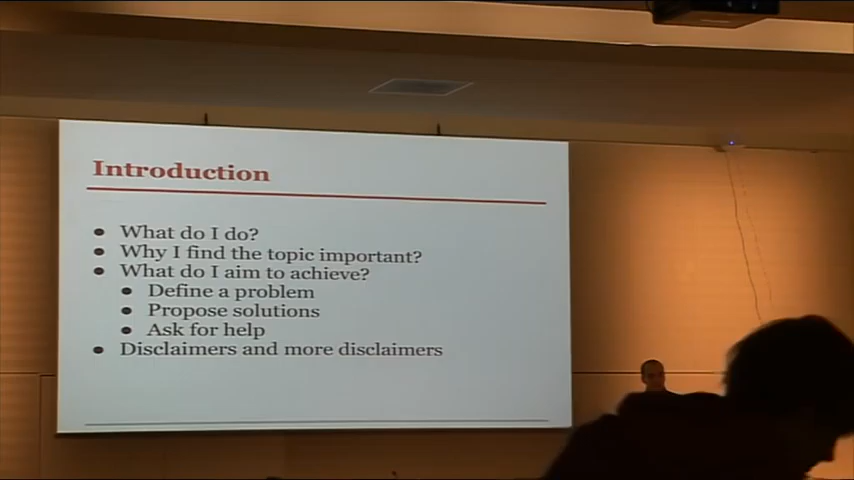 Introduction
What do I do?
Why I find the topic important?
What do I aim to achieve?
Define a problem
Propose solutions
Ask for help
Disclaimers and more disclaimers